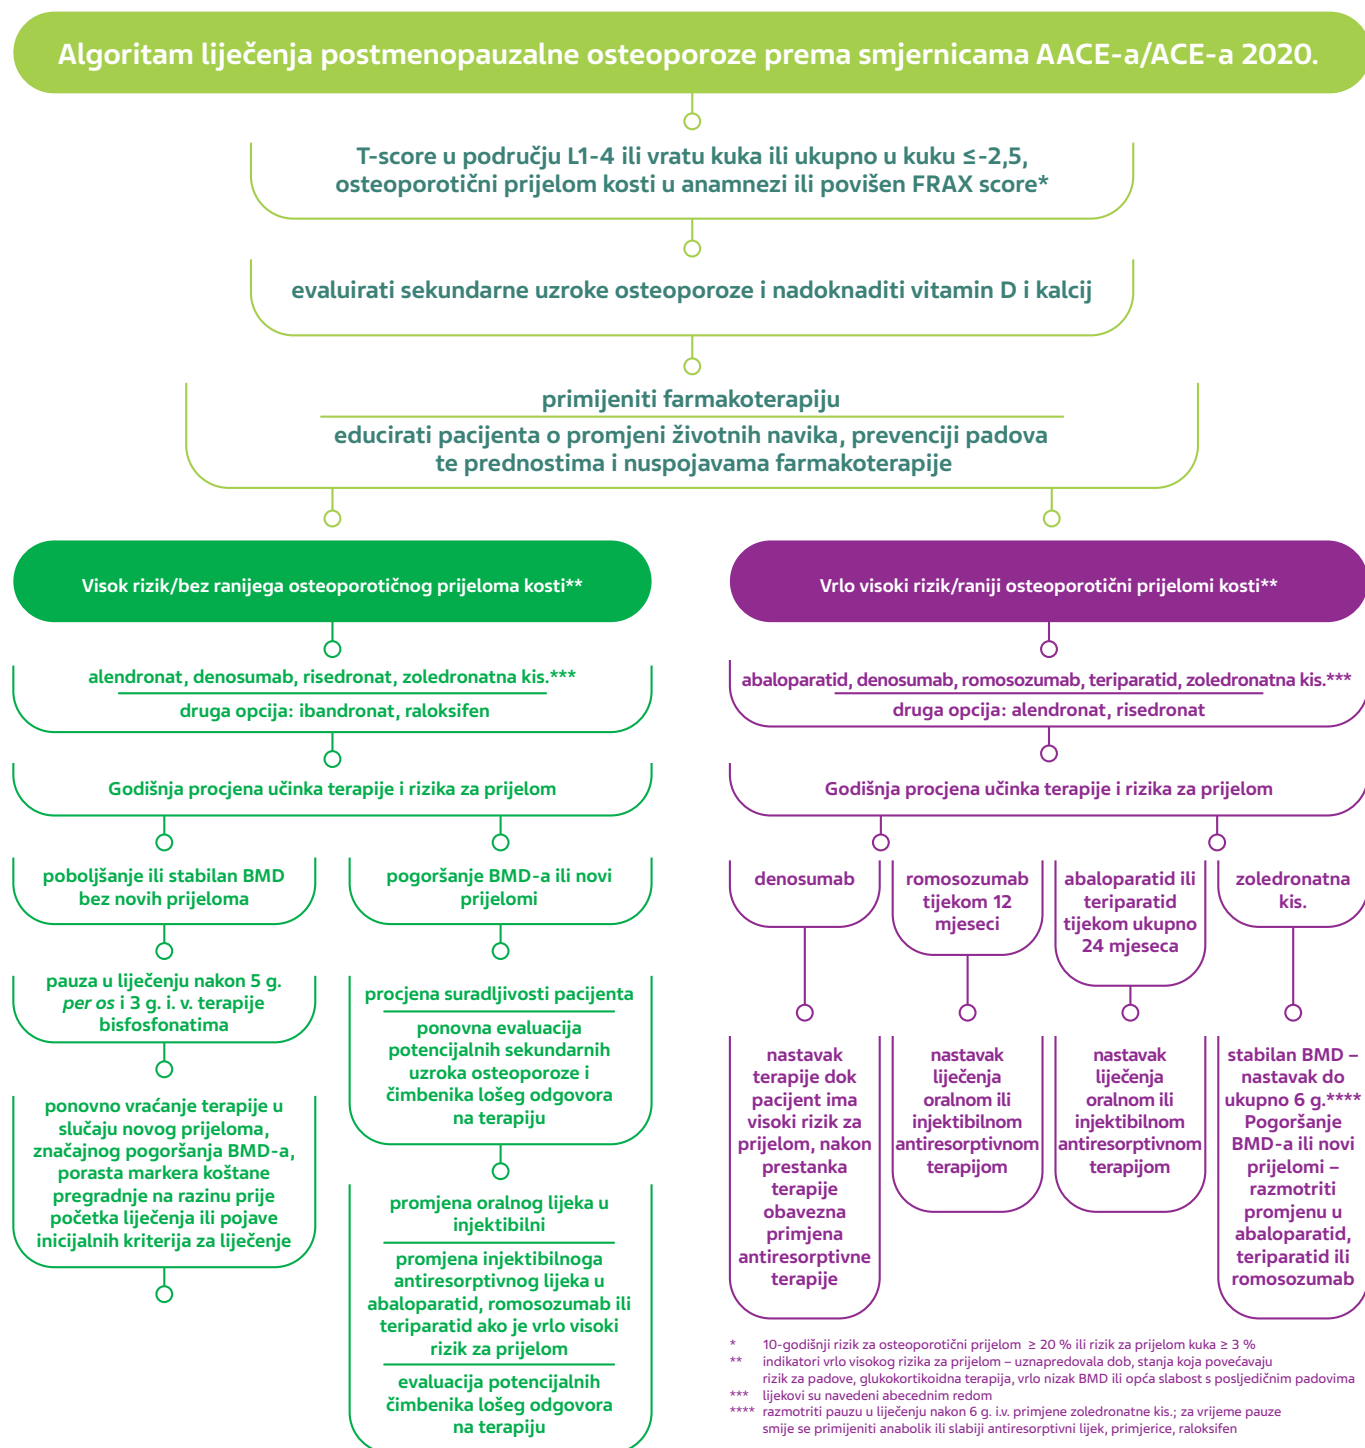 Algoritam liječenja postmenopauzalne osteoporoze prema smjernicama AACE-a/ACE-a 2020.
T-score u području L1-4 ili vratu kuka ili ukupno u kuku ≤-2,5,
osteoporotični prijelom kosti u anamnezi ili povišen FRAX score*
evaluirati sekundarne uzroke osteoporoze i nadoknaditi vitamin D i kalcij
primijeniti farmakoterapiju
educirati pacijenta o promjeni životnih navika, prevenciji padova
te prednostima i nuspojavama farmakoterapije
Visok rizik/bez ranijega osteoporotičnog prijeloma kosti**
alendronat, denosumab, risedronat, zoledronatna kis.***
druga opcija: ibandronat, raloksifen
Godišnja procjena učinka terapije i rizika za prijelom
poboljšanje ili stabilan BMD
bez novih prijeloma
pauza u liječenju nakon 5 g.
per os i 3 g. i. v. terapije
bisfosfonatima
ponovno vraćanje terapije u
slučaju novog prijeloma,
značajnog pogoršanja BMD-a,
porasta markera koštane
pregradnje na razinu prije
početka liječenja ili pojave
inicijalnih kriterija za liječenje
pogoršanje BMD-a ili novi
prijelomi
procjena suradljivosti pacijenta
ponovna evaluacija
potencijalnih sekundarnih
uzroka osteoporoze i
čimbenika lošeg odgovora
na terapiju
promjena oralnog lijeka u
injektibilni
promjena injektibilnoga
antiresorptivnog lijeka u
abaloparatid, romosozumab ili
teriparatid ako je vrlo visoki
rizik za prijelom
evaluacija potencijalnih
čimbenika lošeg odgovora
na terapiju
Vrlo visoki rizik/raniji osteoporotični prijelomi kosti**
abaloparatid, denosumab, romosozumab, teriparatid, zoledronatna kis.***
druga opcija: alendronat, risedronat
Godišnja procjena učinka terapije i rizika za prijelom
denosumab
nastavak
terapije dok
pacijent ima
visoki rizik za
prijelom, nakon
prestanka
terapije
obavezna
primjena
antiresorptivne
terapije
romosozumab
tijekom 12
mjeseci
nastavak
liječenja
oralnom ili
injektibilnom
antiresorptivnom
terapijom
abaloparatid ili
teriparatid
tijekom ukupno
24 mjeseca
nastavak
liječenja
oralnom ili
injektibilnom
antiresorptivnom
terapijom
zoledronatna
kis.
stabilan BMD –
nastavak do
ukupno 6 g.****
Pogoršanje
BMD-a ili novi
prijelomi –
razmotriti
promjenu u
abaloparatid,
teriparatid ili
romosozumab
* 10-godišnji rizik za osteoporotični prijelom ≥ 20 % ili rizik za prijelom kuka ≥ 3 %
** indikatori vrlo visokog rizika za prijelom – uznapredovala dob, stanja koja povećavaju
rizik za padove, glukokortikoidna terapija, vrlo nizak BMD ili opća slabost s posljedičnim padovima
*** lijekovi su navedeni abecednim redom
**** razmotriti pauzu u liječenju nakon 6 g. i.v. primjene zoledronatne kis.; za vrijeme pauze
smije se primijeniti anabolik ili slabiji antiresorptivni lijek, primjerice, raloksifen